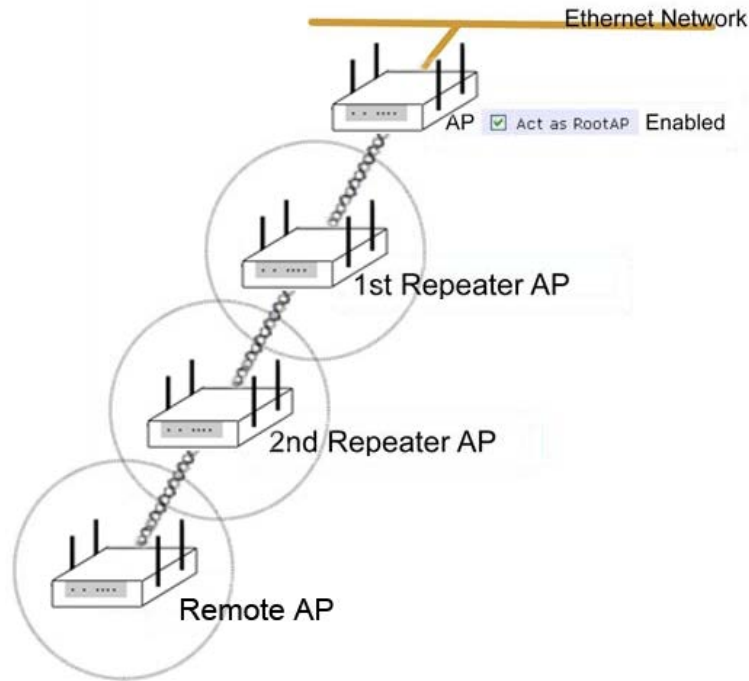 Ethernet Network
AP Act as RootAP Enabled
1st Repeater AP
2nd Repeater AP
Remote AP